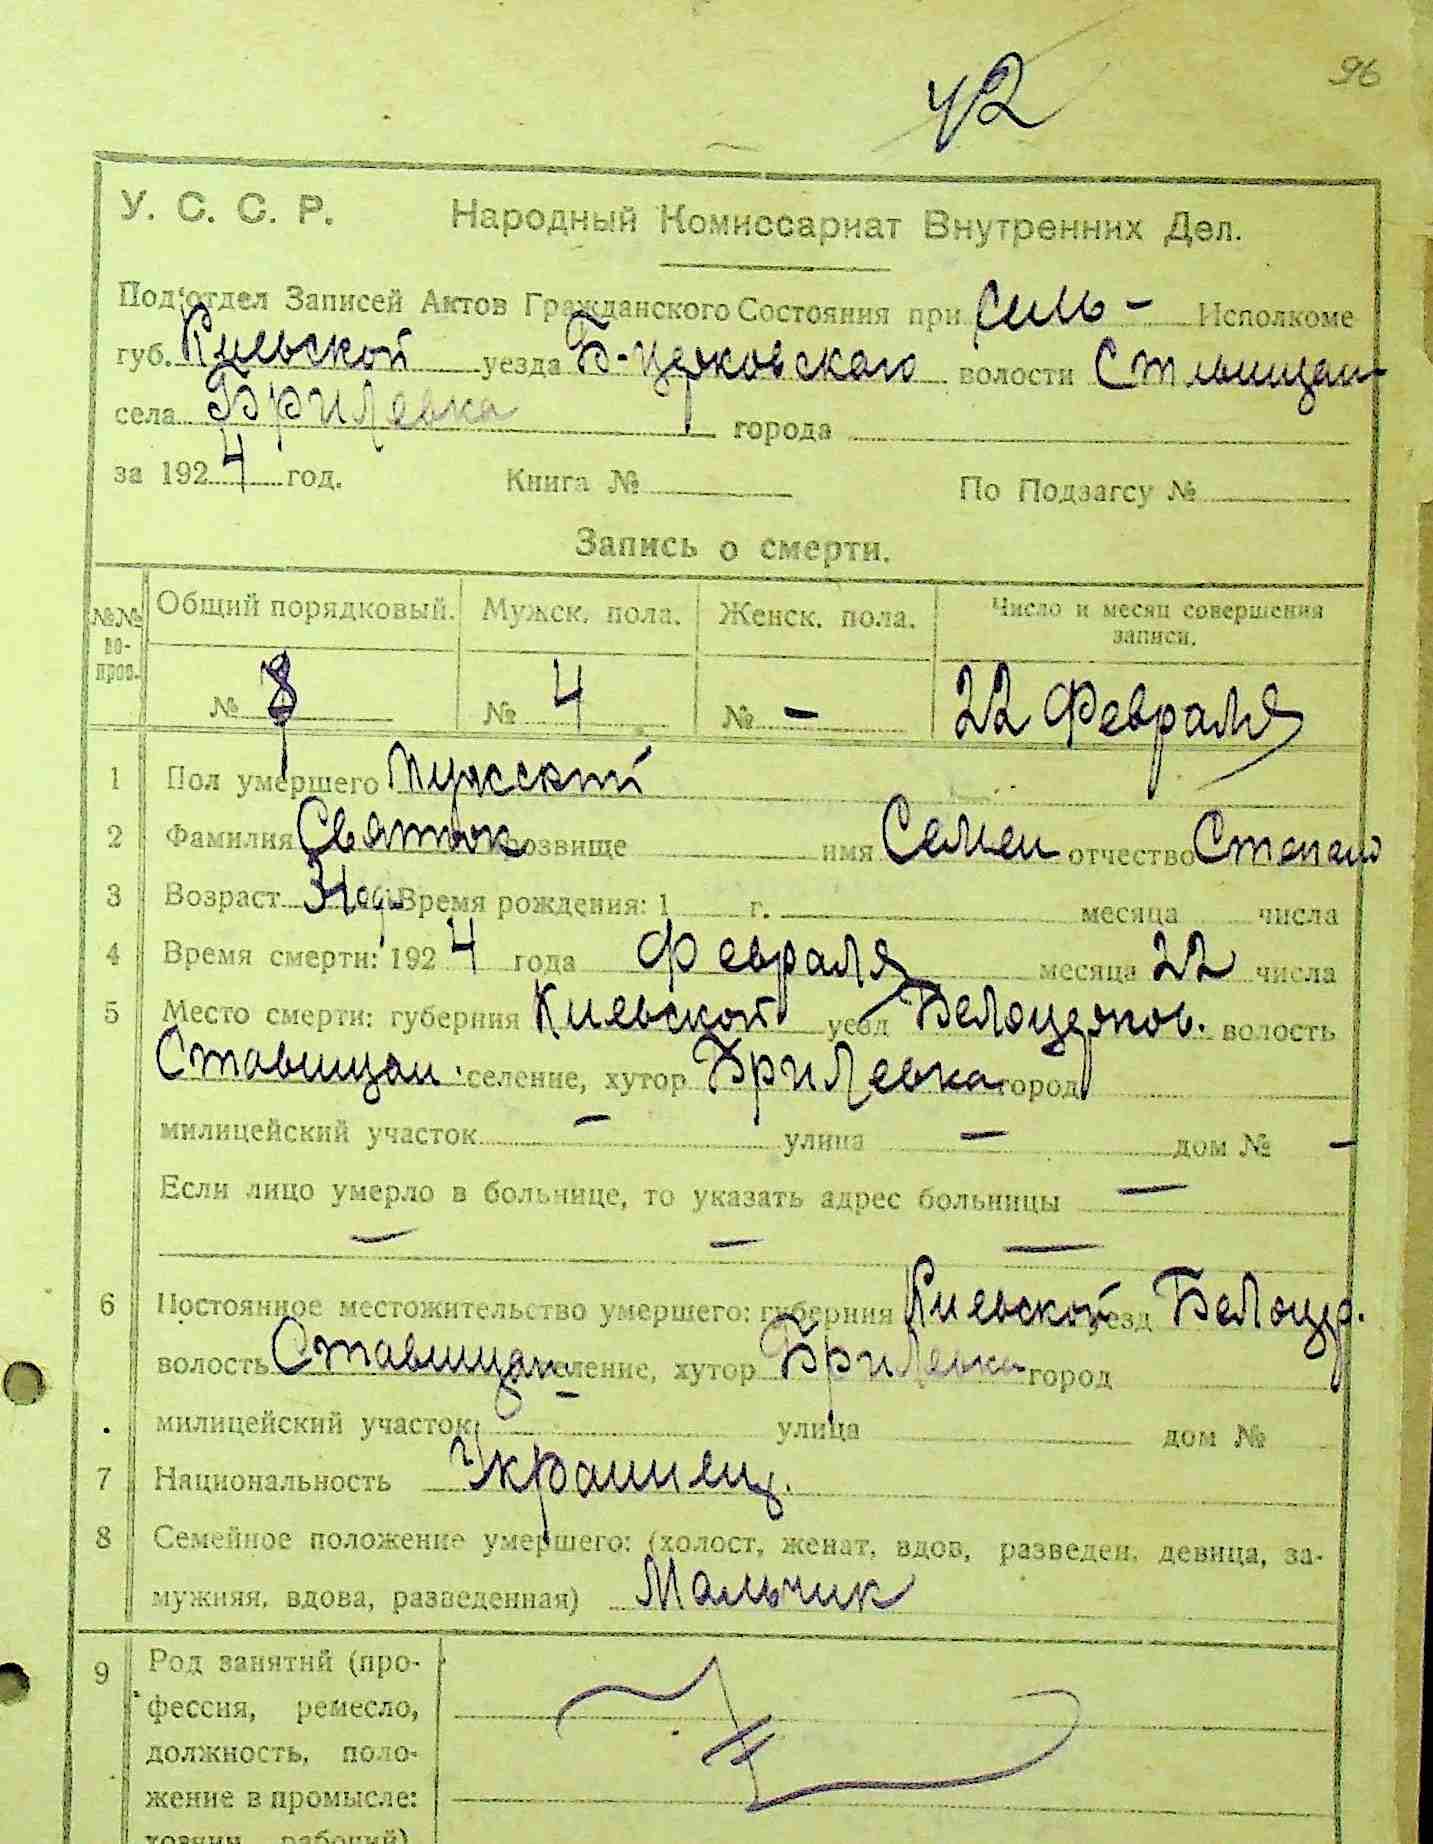 96
42
У. С. С. Р. Народный Комиссариат Внутренних Дел.
Под'отдел Записей Актов Гражданского Состояния при Сель- Исполкоме
губ. Киевской уезда Б-церковскаго волости
села Брилевка города
за 1924 год. Книга № По Подзагсу №
Запись о смерти.
№№ во-прос. Общий порядковый. Мужск. пола. Женск. пола. Число и месяц совершения записи.
№ 8 № 4 № - 22 Февраля
1 Пол умершего Мужский
2 Фамилия прозвище имя Семен отчество Степано
3 Возраст 3 Время рождения: 1 г. месяца числа
4 Время смерти: 1924 года Февраля месяца 22 числа
5 Место смерти: губерния Киевской уезд Белоцерков. волость
Ставищан. селение, хутор Брилевка город
милицейский участок — улица — дом № -
Если лицо умерло в больнице, то указать адрес больницы —
— — —
6 Постоянное местожительство умершего: губерния Киевской уезд Белоцер.
волость Ставищан селение, хутор Брилевка город
милицейский участок улица дом №
7 Национальность Украинец.
8 Семейное положение умершего: (холост, женат, вдов, разведен, девица, за-
мужняя, вдова, разведенная) Мальчик
9 Род занятий (про-
фессия, ремесло,
должность, поло-
жение в промысле:
хозяин, рабочий)